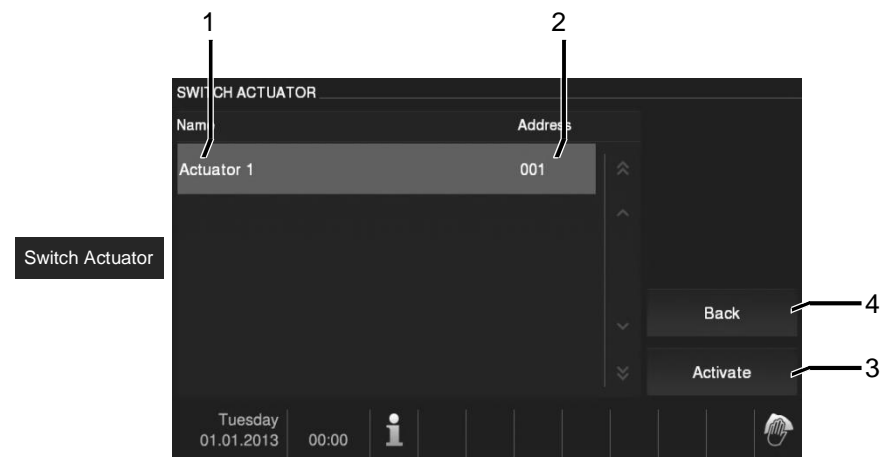 1 2
SWITCH ACTUATOR
Name Address
Actuator 1 001
Switch Actuator
Back 4
Activate 3
Tuesday
01.01.2013 00:00 i